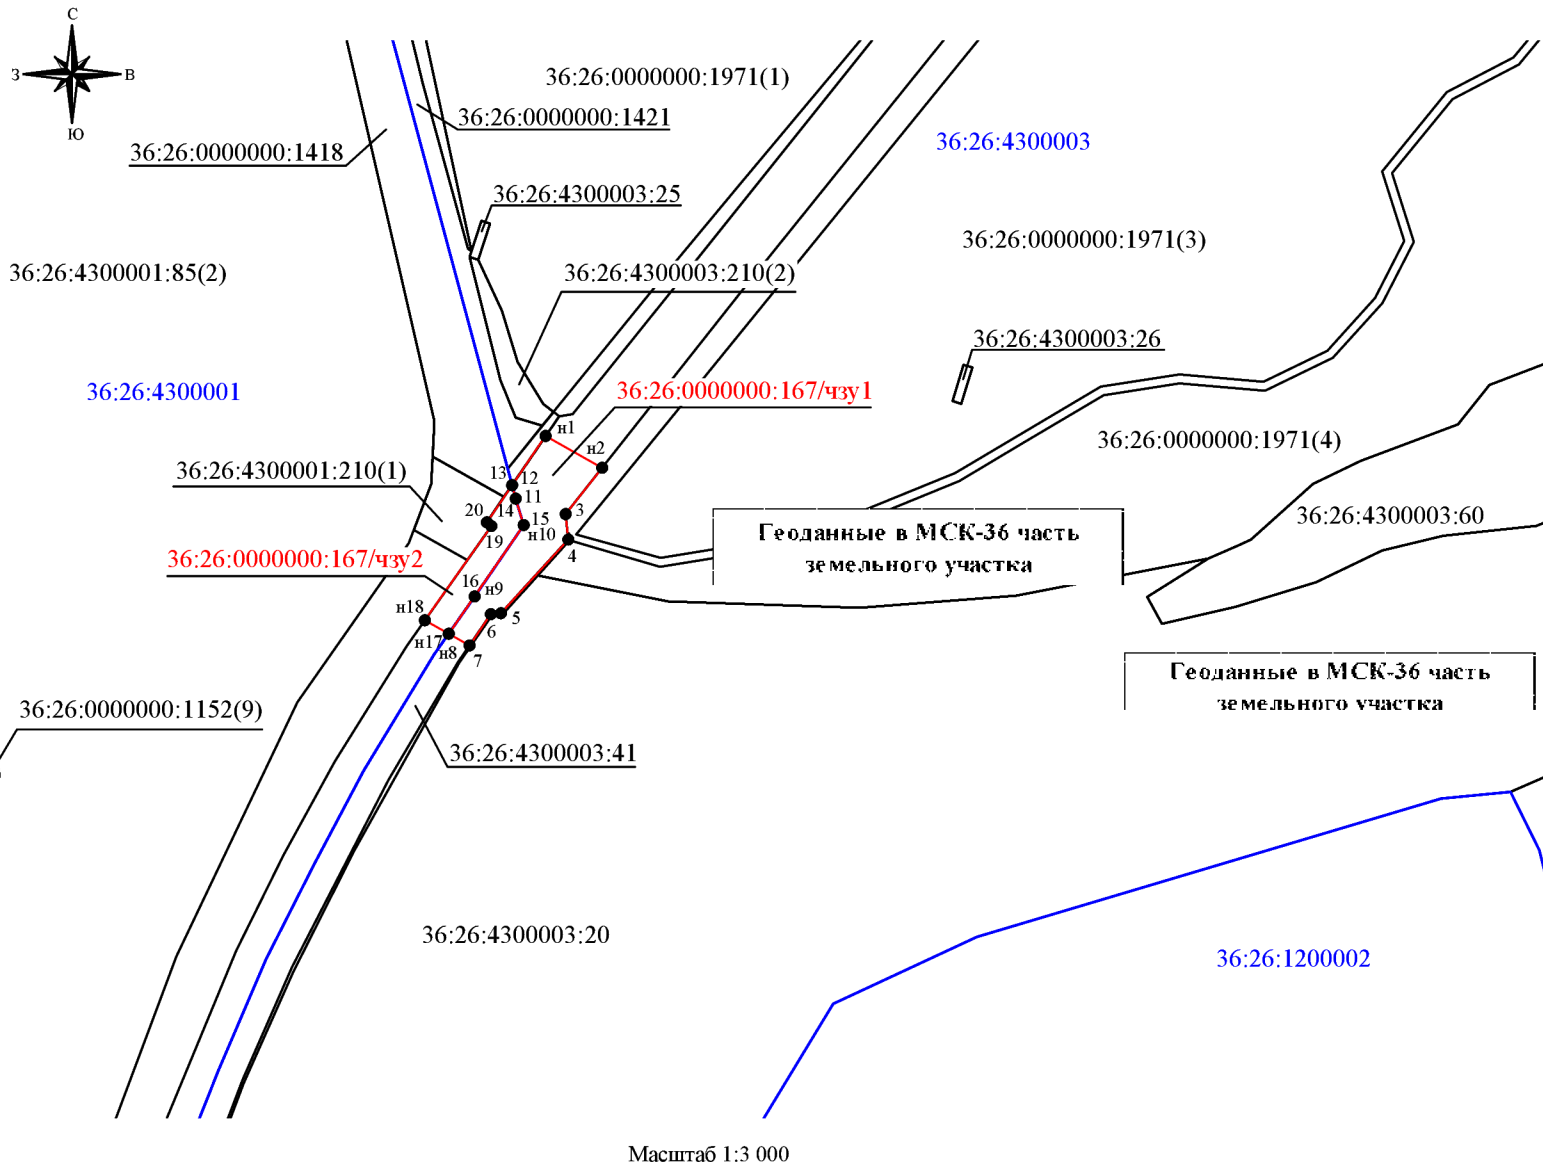 С
З
В
Ю
36:26:0000000:1971(1)
36:26:0000000:1421
36:26:0000000:1418
36:26:4300003
36:26:4300003:25
36:26:0000000:1971(3)
36:26:4300001:85(2)
36:26:4300003:210(2)
36:26:4300003:26
36:26:4300001
36:26:0000000:167/чзу1
н1
н2
36:26:0000000:1971(4)
36:26:4300001:210(1)
13
12
11
3
20
14
15
19
н10
4
36:26:4300003:60
Геоданные в МСК-36 часть
земельного участка
36:26:0000000:167/чзу2
16
н9
н18
5
6
н17
н8
7
Геоданные в МСК-36 часть
земельного участка
36:26:0000000:1152(9)
36:26:4300003:41
36:26:4300003:20
36:26:1200002
Масштаб 1:3 000